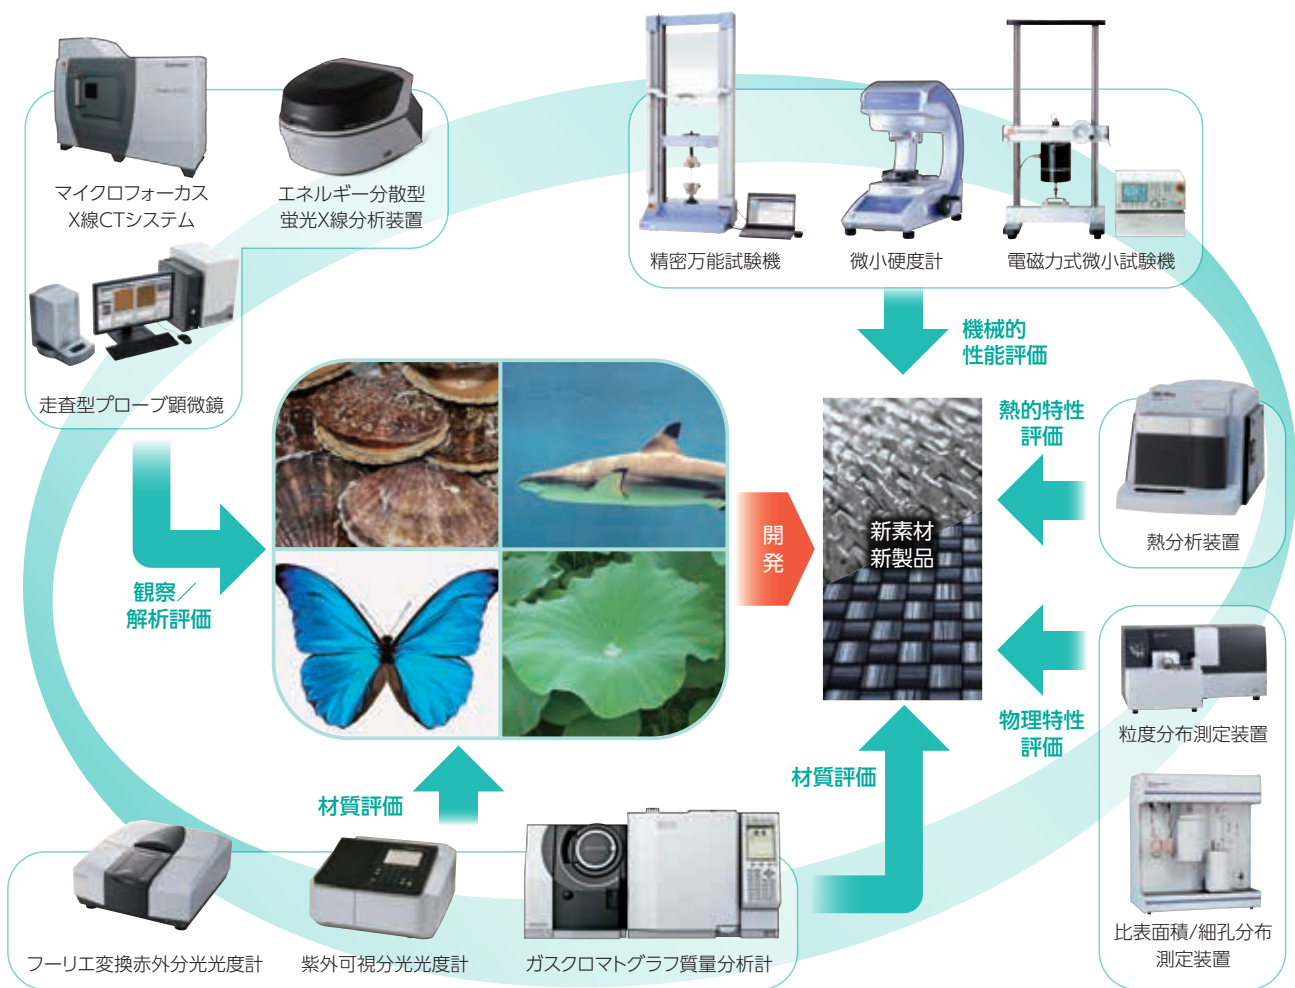 マイクロフォーカス
X線CTシステム
エネルギー分散型
蛍光X線分析装置
走査型プローブ顕微鏡
精密万能試験機
微小硬度計
電磁力式微小試験機
機械的
性能評価
熱的特性
評価
熱分析装置
観察／
解析評価
開発
新素材
新製品
物理特性
評価
粒度分布測定装置
材質評価
材質評価
比表面積/細孔分布
測定装置
フーリエ変換赤外分光光度計
紫外可視分光光度計
ガスクロマトグラフ質量分析計